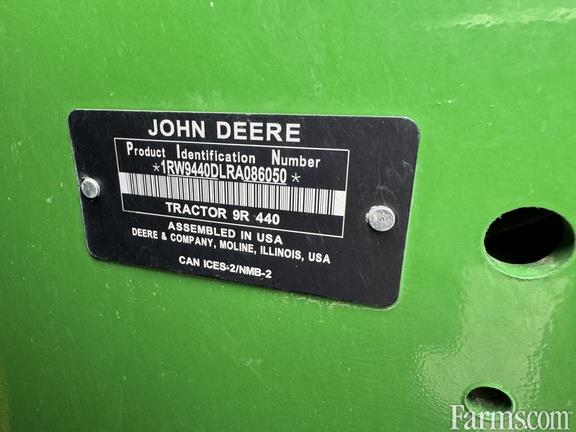 JOHN DEERE
Product Identification Number
*1RW9440DLRA086050*
TRACTOR 9R 440
ASSEMBLED IN USA
DEERE & COMPANY, MOLINE, ILLINOIS, USA
CAN ICES-2/NMB-2
Farms.com